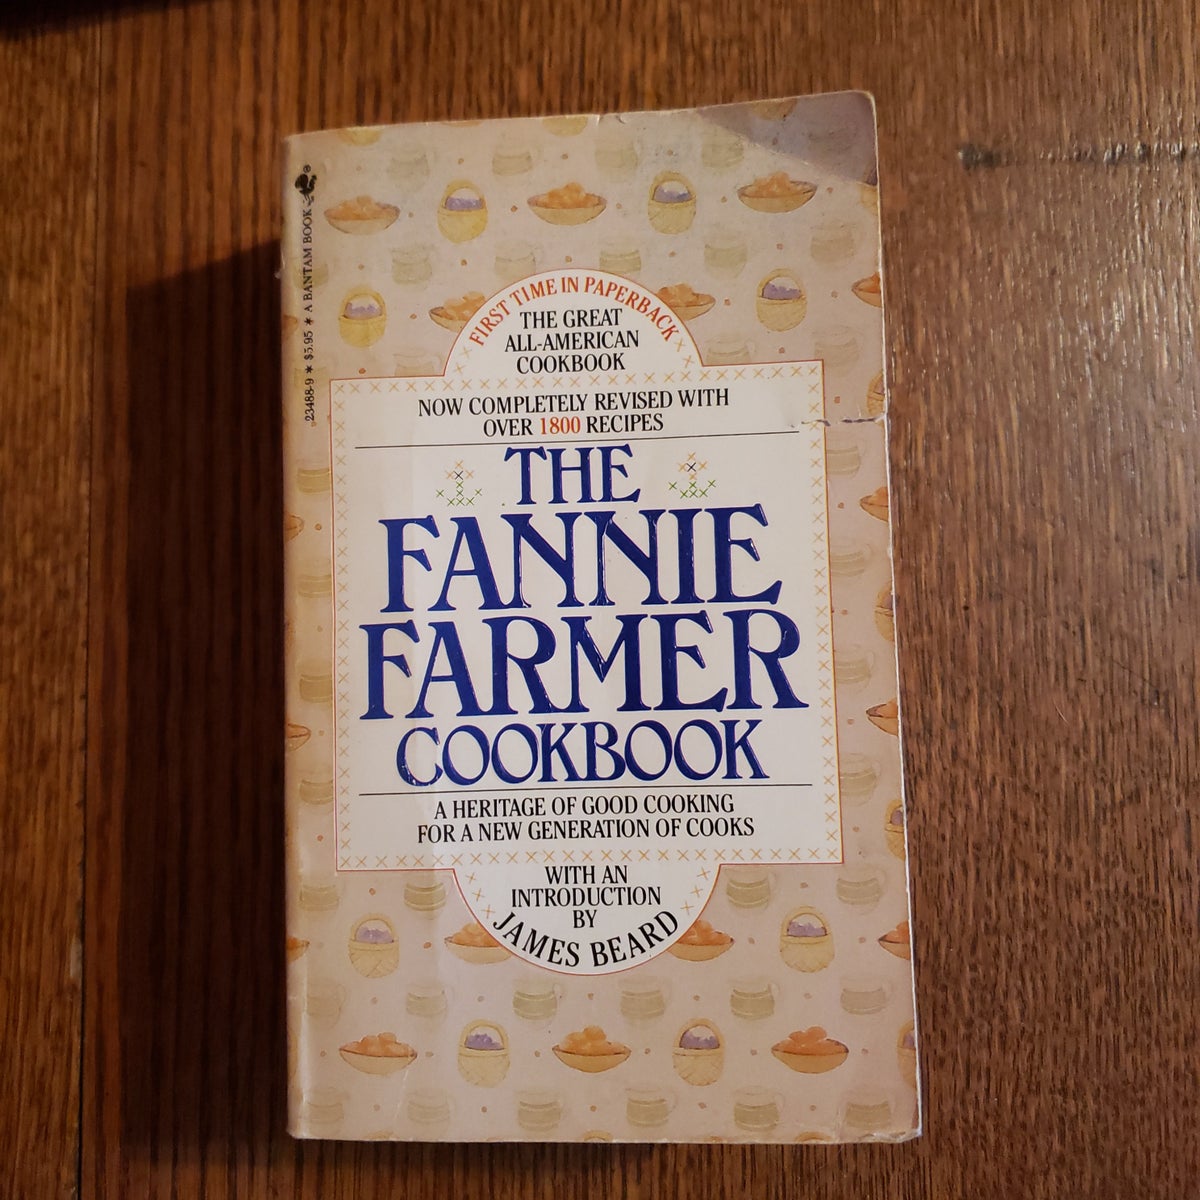 23488-9 * $5.95 * A BANTAM BOOK
FIRST TIME IN PAPERBACK
THE GREAT
ALL-AMERICAN
COOKBOOK
NOW COMPLETELY REVISED WITH
OVER 1800 RECIPES
THE
FANNIE
FARMER
COOKBOOK
A HERITAGE OF GOOD COOKING
FOR A NEW GENERATION OF COOKS
WITH AN
INTRODUCTION
BY
JAMES BEARD